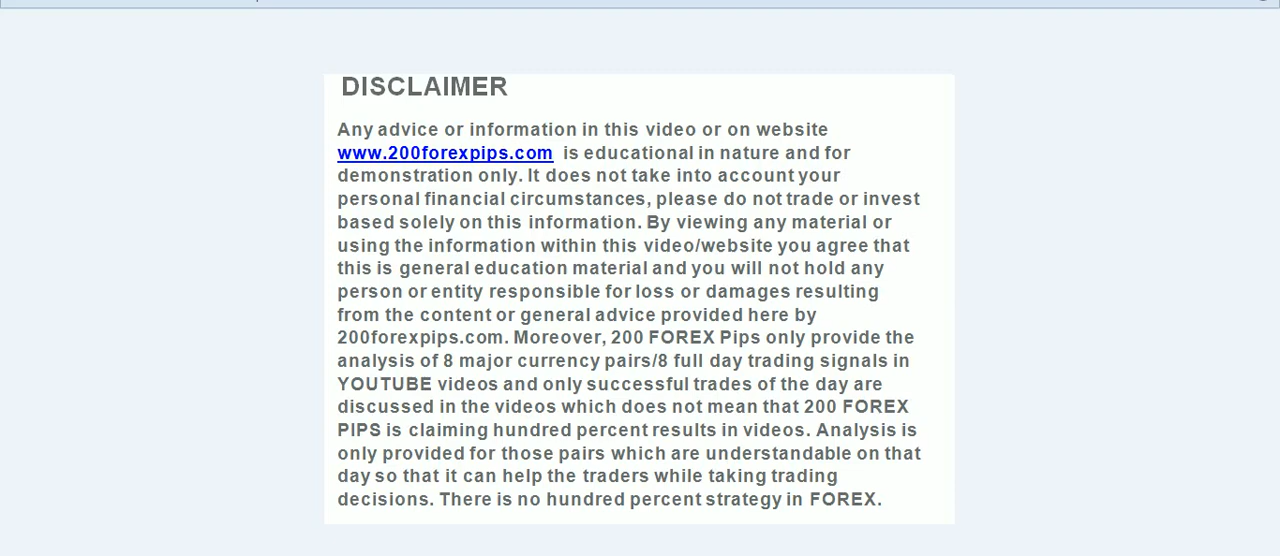 DISCLAIMER
Any advice or information in this video or on website
www.200forexpips.com is educational in nature and for
demonstration only. It does not take into account your
personal financial circumstances, please do not trade or invest
based solely on this information. By viewing any material or
using the information within this video/website you agree that
this is general education material and you will not hold any
person or entity responsible for loss or damages resulting
from the content or general advice provided here by
200forexpips.com. Moreover, 200 FOREX Pips only provide the
analysis of 8 major currency pairs/8 full day trading signals in
YOUTUBE videos and only successful trades of the day are
discussed in the videos which does not mean that 200 FOREX
PIPS is claiming hundred percent results in videos. Analysis is
only provided for those pairs which are understandable on that
day so that it can help the traders while taking trading
decisions. There is no hundred percent strategy in FOREX.